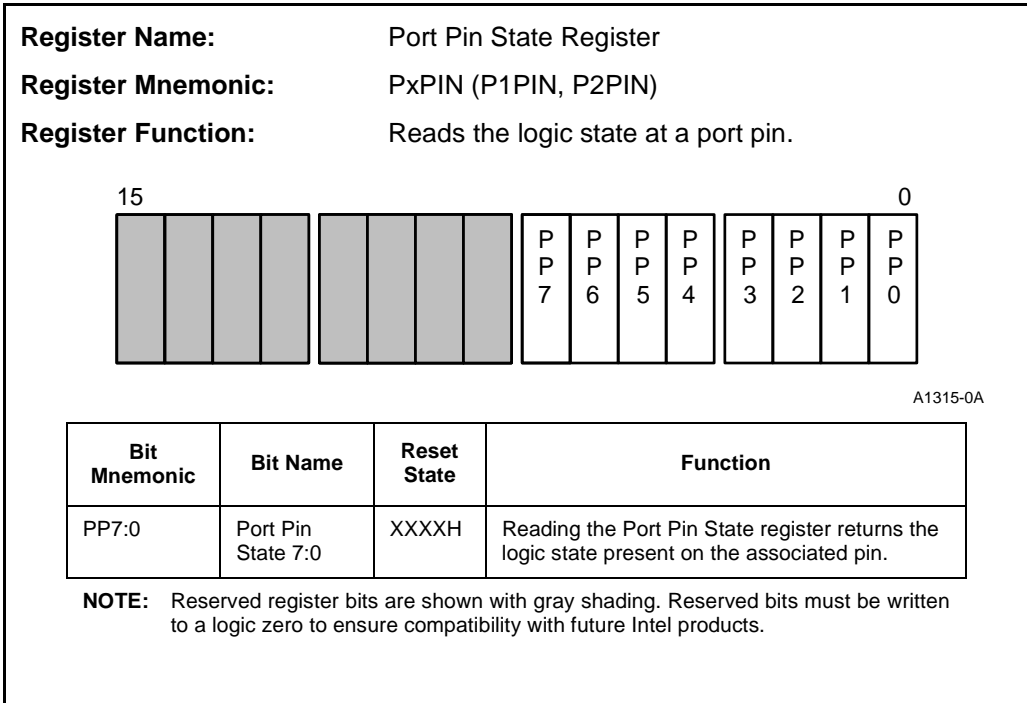 Register Name: Port Pin State Register
Register Mnemonic: PxPIN (P1PIN, P2PIN)
Register Function: Reads the logic state at a port pin.
15 0
P P P P P P P P
P P P P P P P P
7 6 5 4 3 2 1 0
A1315-0A
Bit Mnemonic Bit Name Reset State Function
PP7:0 Port Pin State 7:0 XXXXH Reading the Port Pin State register returns the
logic state present on the associated pin.
NOTE: Reserved register bits are shown with gray shading. Reserved bits must be written
to a logic zero to ensure compatibility with future Intel products.